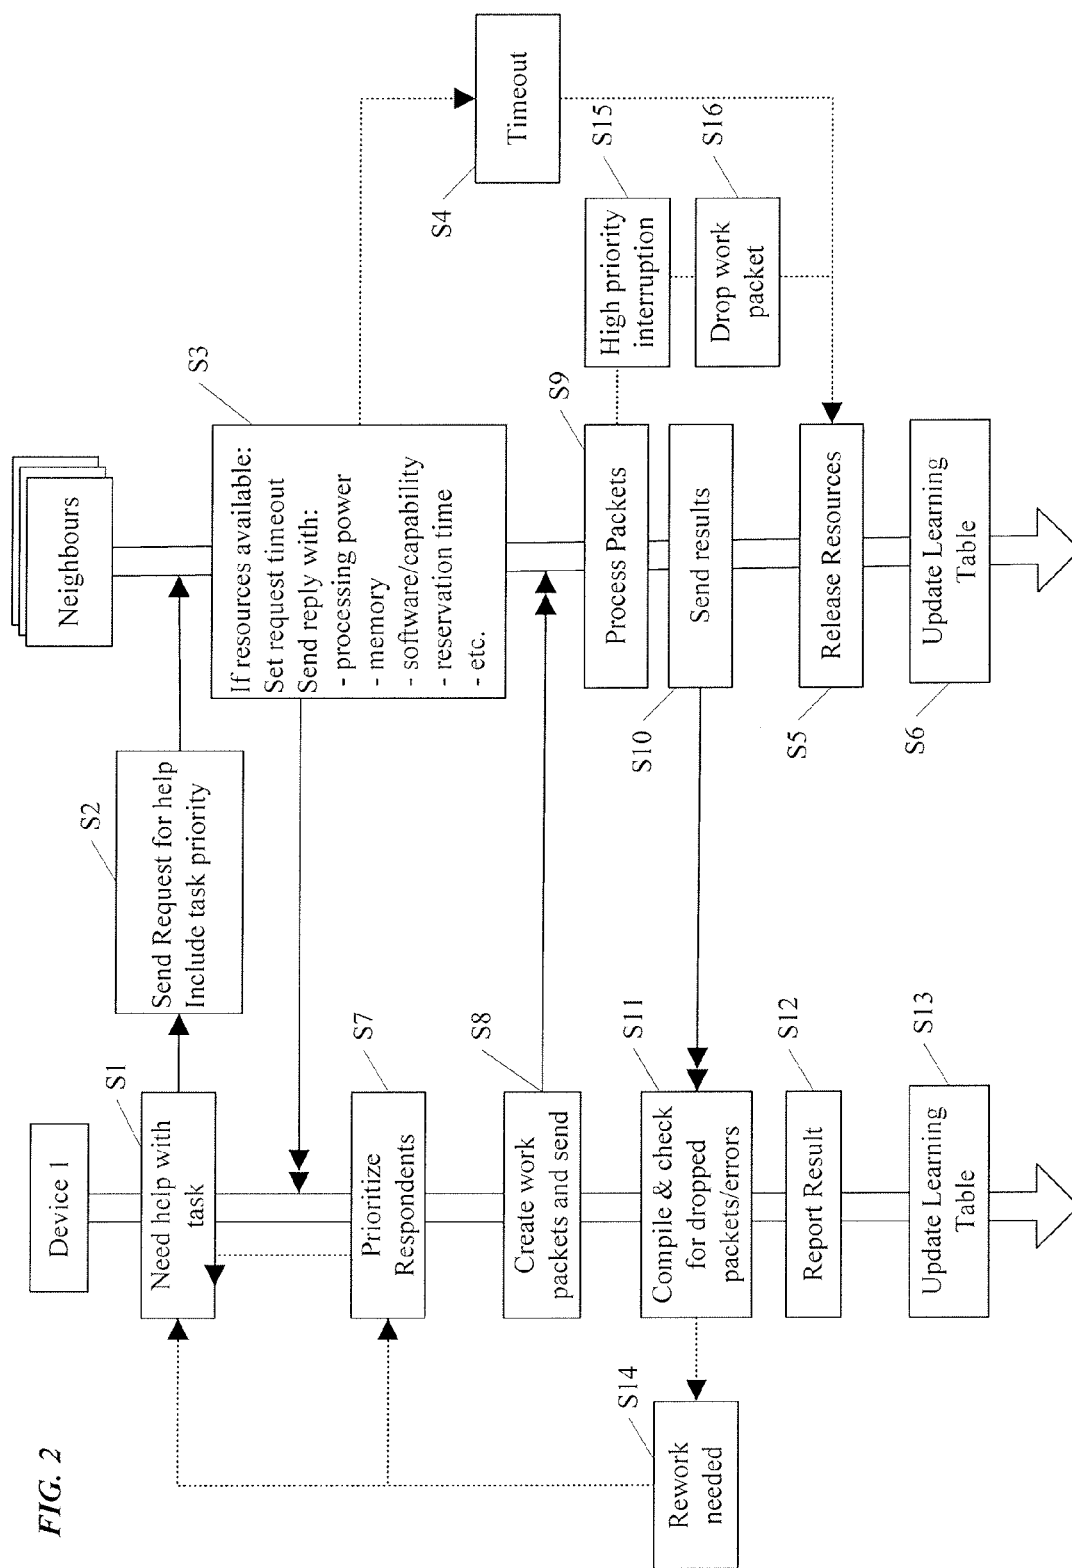 FIG. 2
Device 1
Neighbours
S1
Need help with
task
S2
Send Request for help
Include task priority
S3
If resources available:
Set request timeout
Send reply with:
- processing power
- memory
- software/capability
- reservation time
- etc.
S4
Timeout
S7
Prioritize
Respondents
S8
Create work
packets and send
S9
Process Packets
S15
High priority
interruption
S16
Drop work
packet
S10
Send results
S11
Compile & check
for dropped
packets/errors
S14
Rework
needed
S12
Report Result
S5
Release Resources
S13
Update Learning
Table
S6
Update Learning
Table